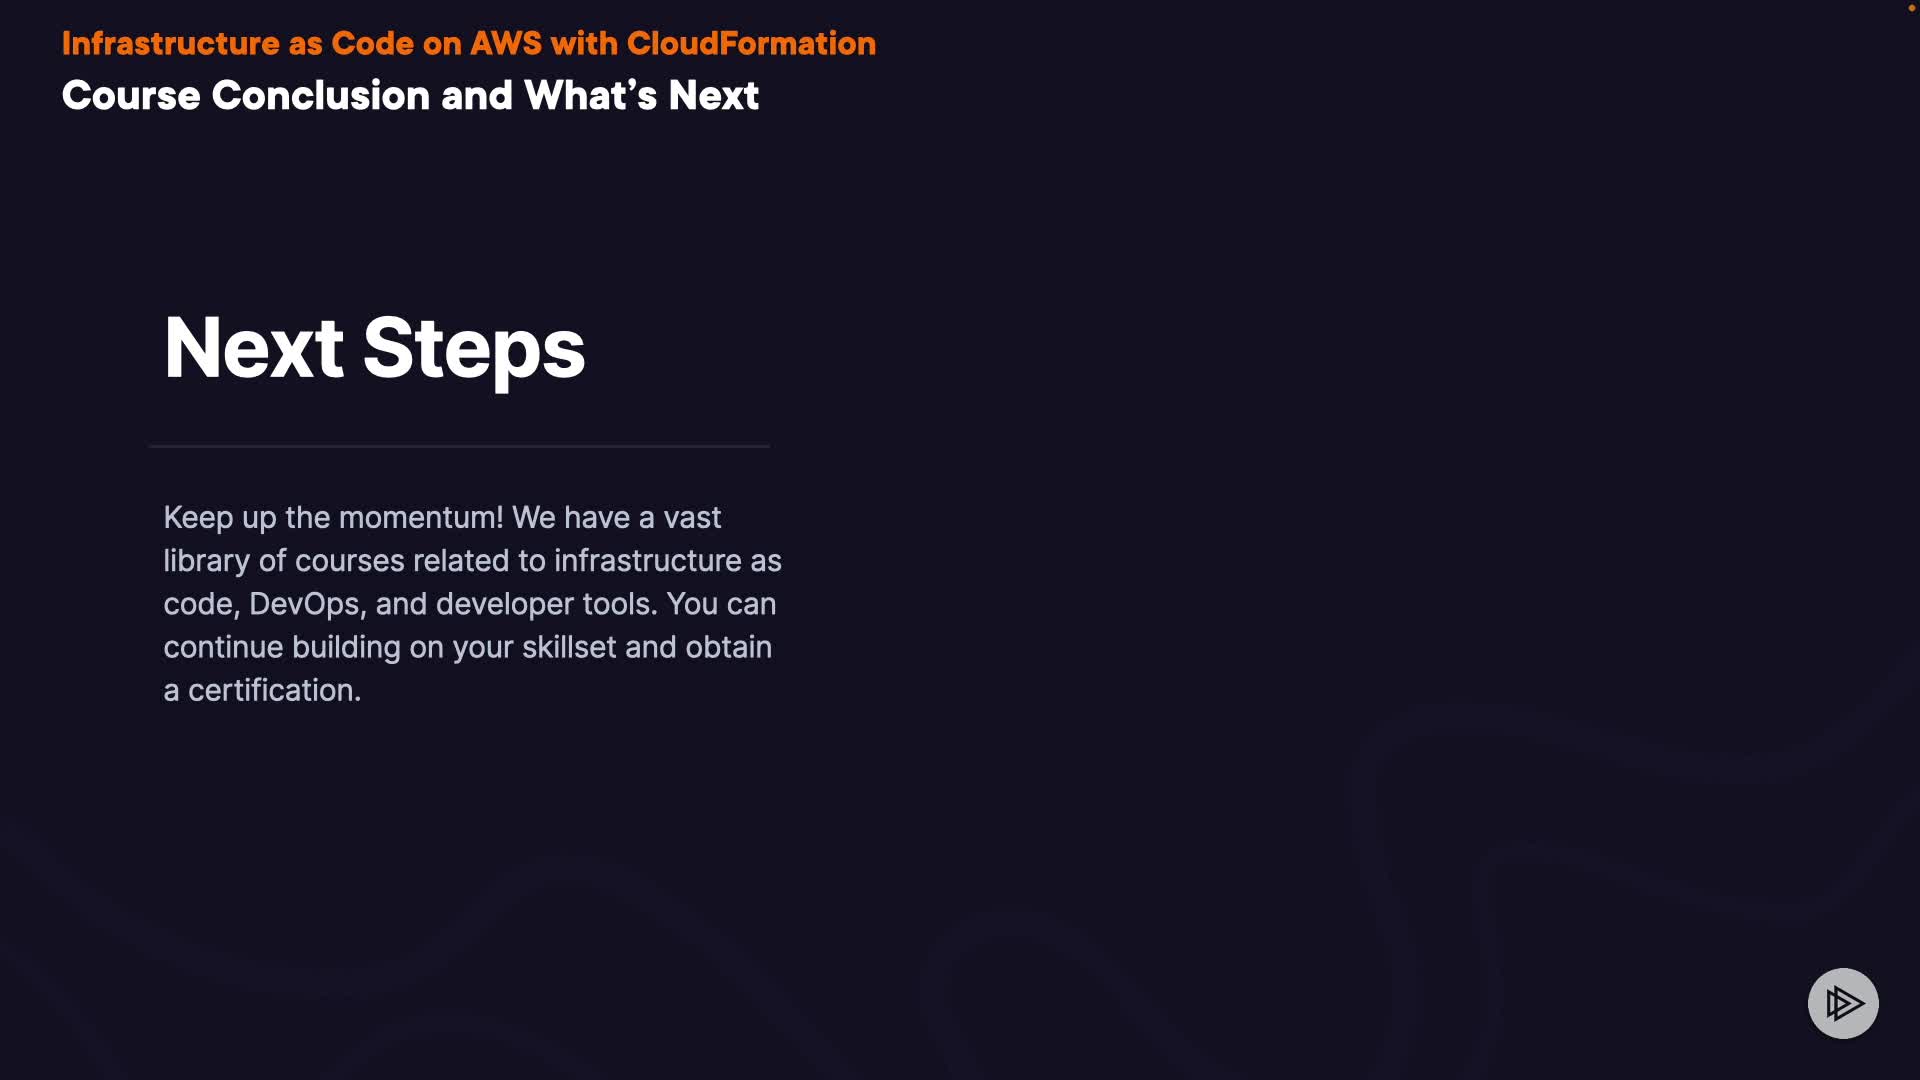 Infrastructure as Code on AWS with CloudFormation
Course Conclusion and What’s Next
Next Steps
Keep up the momentum! We have a vast
library of courses related to infrastructure as
code, DevOps, and developer tools. You can
continue building on your skillset and obtain
a certification.